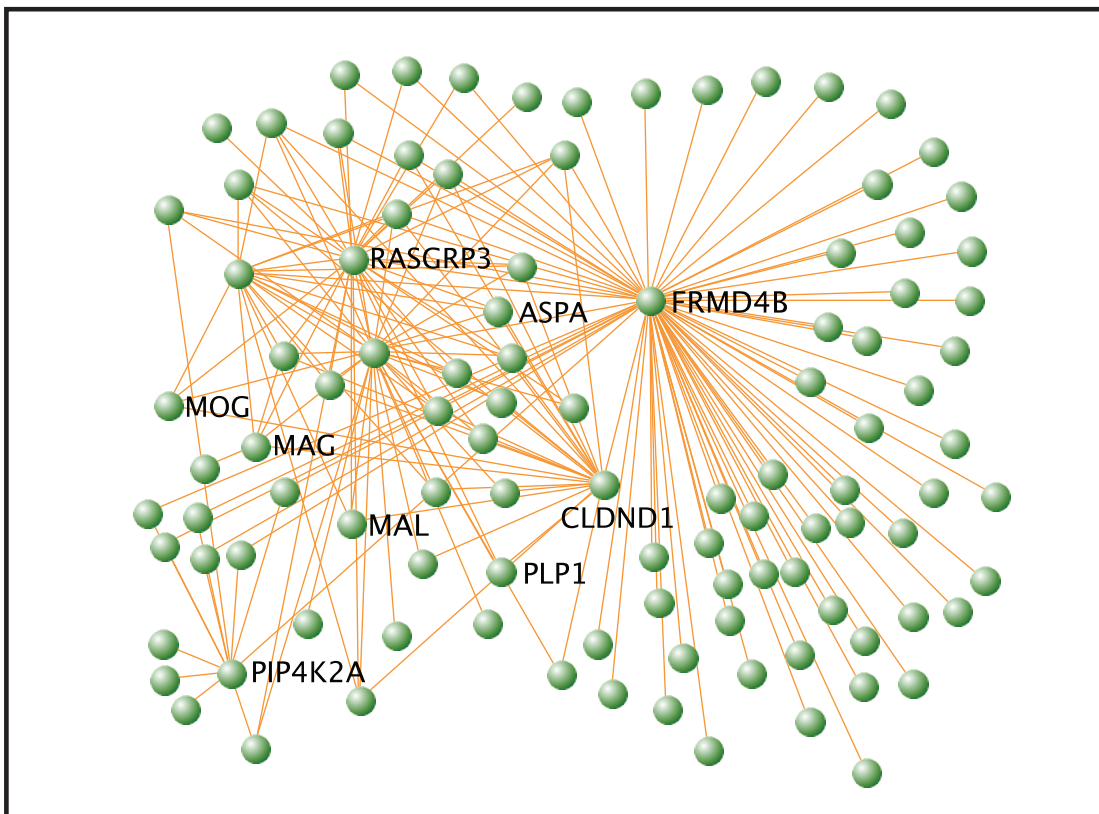 RASGRP3
ASPA
FRMD4B
MOG
MAG
MAL
CLDND1
PLP1
PIP4K2A